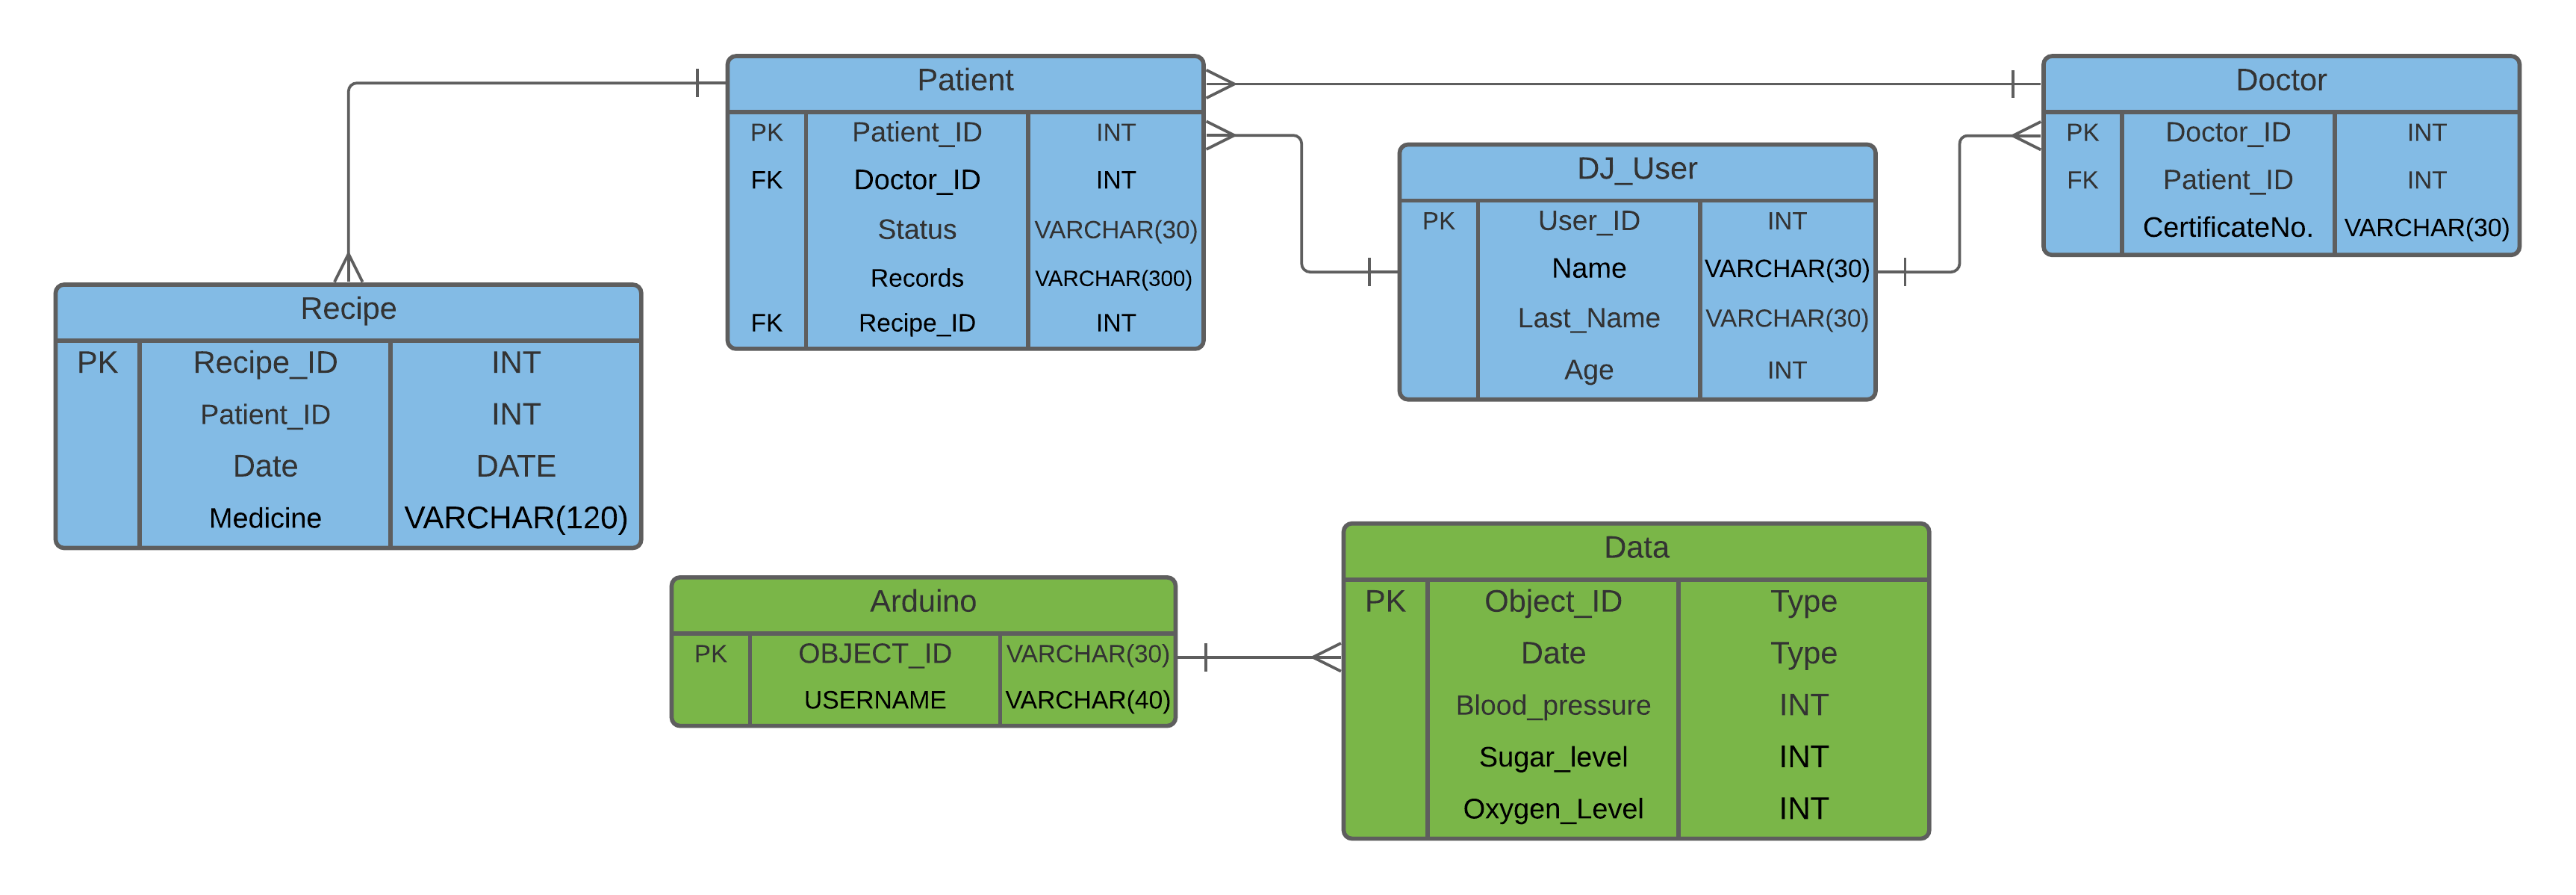 Patient
PK Patient_ID INT
FK Doctor_ID INT
Status VARCHAR(30)
Records VARCHAR(300)
FK Recipe_ID INT
Doctor
PK Doctor_ID INT
FK Patient_ID INT
CertificateNo. VARCHAR(30)
DJ_User
PK User_ID INT
Name VARCHAR(30)
Last_Name VARCHAR(30)
Age INT
Recipe
PK Recipe_ID INT
Patient_ID INT
Date DATE
Medicine VARCHAR(120)
Arduino
PK OBJECT_ID VARCHAR(30)
USERNAME VARCHAR(40)
Data
PK Object_ID Type
Date Type
Blood_pressure INT
Sugar_level INT
Oxygen_Level INT